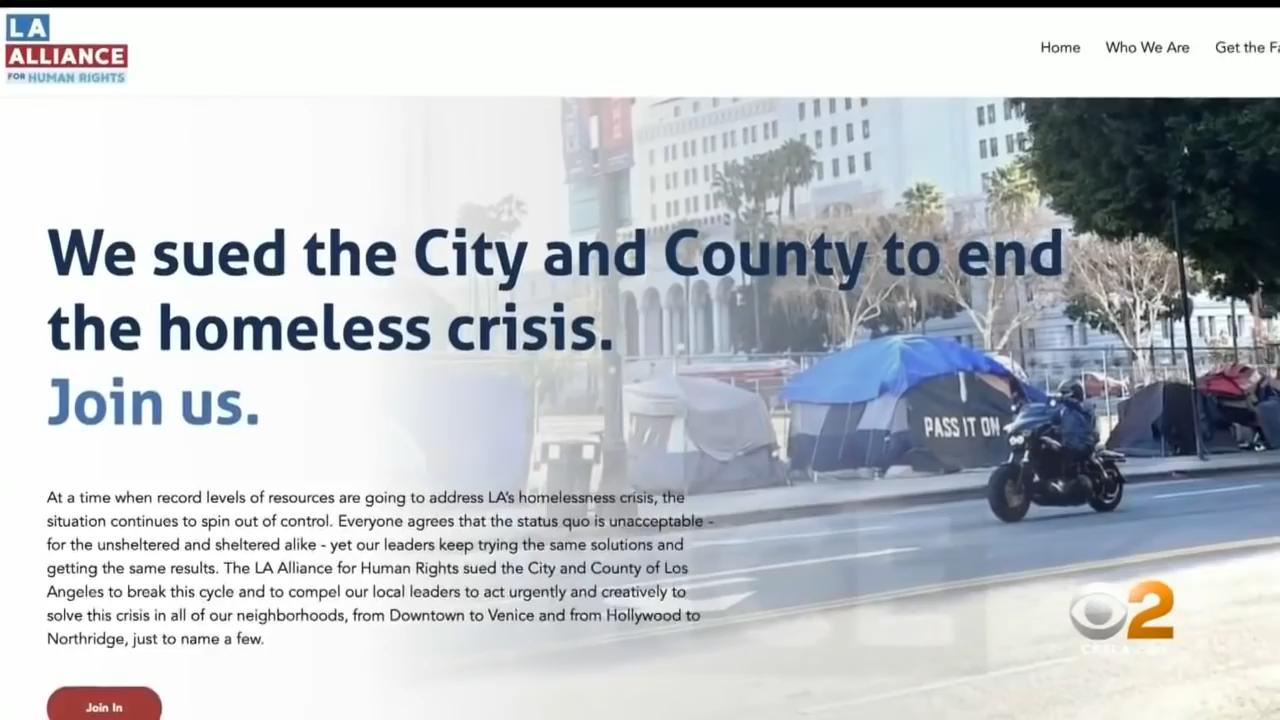 LA
ALLIANCE
FOR HUMAN RIGHTS
Home Who We Are Get the Fa
We sued the City and County to end
the homeless crisis.
Join us.
PASS IT ON
At a time when record levels of resources are going to address LA's homelessness crisis, the
situation continues to spin out of control. Everyone agrees that the status quo is unacceptable -
for the unsheltered and sheltered alike - yet our leaders keep trying the same solutions and
getting the same results. The LA Alliance for Human Rights sued the City and County of Los
Angeles to break this cycle and to compel our local leaders to act urgently and creatively to
solve this crisis in all of our neighborhoods, from Downtown to Venice and from Hollywood to
Northridge, just to name a few.
2
Join In